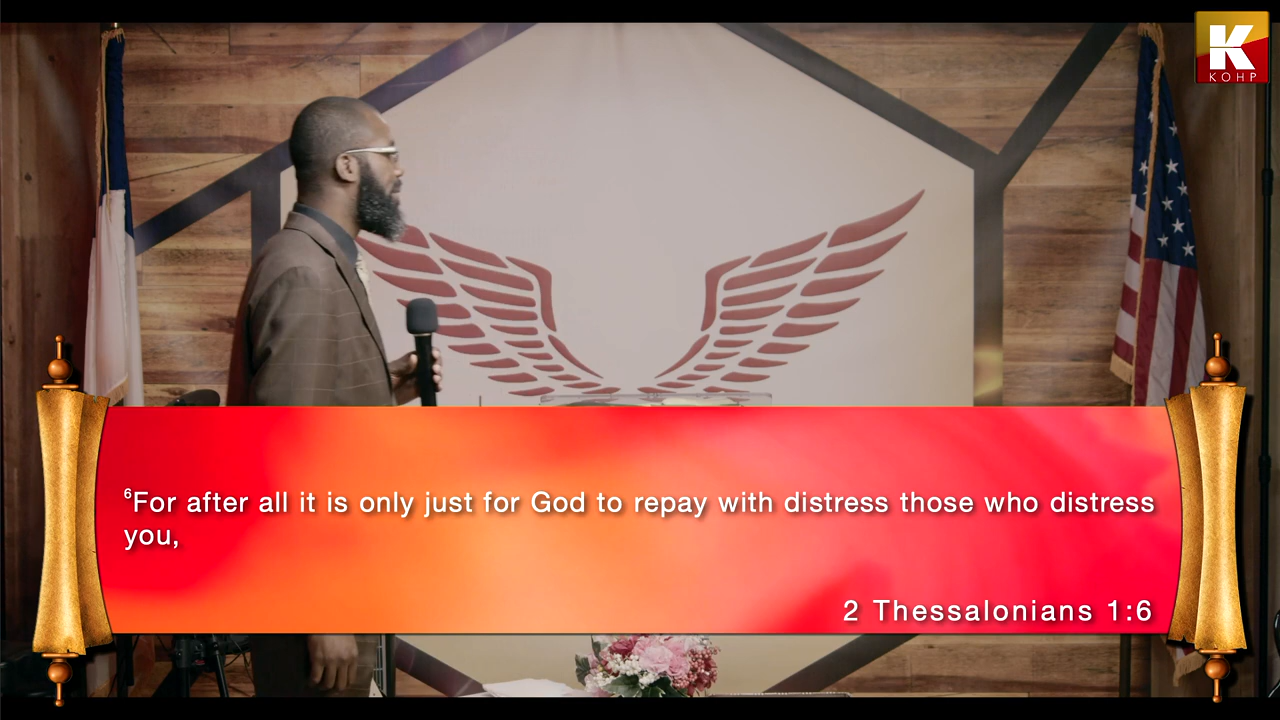 K
KOHP
⁶For after all it is only just for God to repay with distress those who distress
you,
2 Thessalonians 1:6